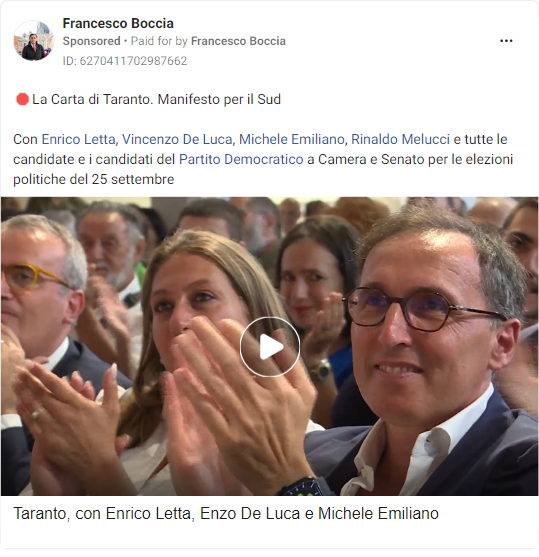 Francesco Boccia
Sponsored • Paid for by Francesco Boccia
ID: 6270411702987662
🔴La Carta di Taranto. Manifesto per il Sud
Con Enrico Letta, Vincenzo De Luca, Michele Emiliano, Rinaldo Melucci e tutte le
candidate e i candidati del Partito Democratico a Camera e Senato per le elezioni
politiche del 25 settembre
Taranto, con Enrico Letta, Enzo De Luca e Michele Emiliano